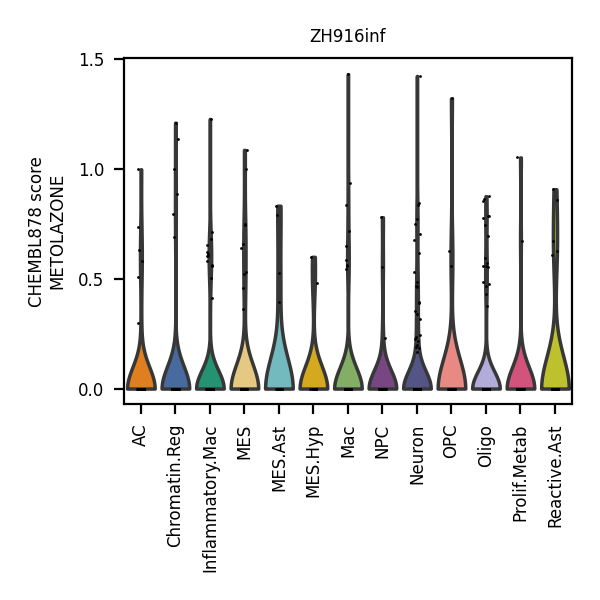 ZH916inf
CHEMBL878 score
METOLAZONE
1.5
1.0
0.5
0.0
AC
Chromatin.Reg
Inflammatory.Mac
MES
MES.Ast
MES.Hyp
Mac
NPC
Neuron
OPC
Oligo
Prolif.Metab
Reactive.Ast